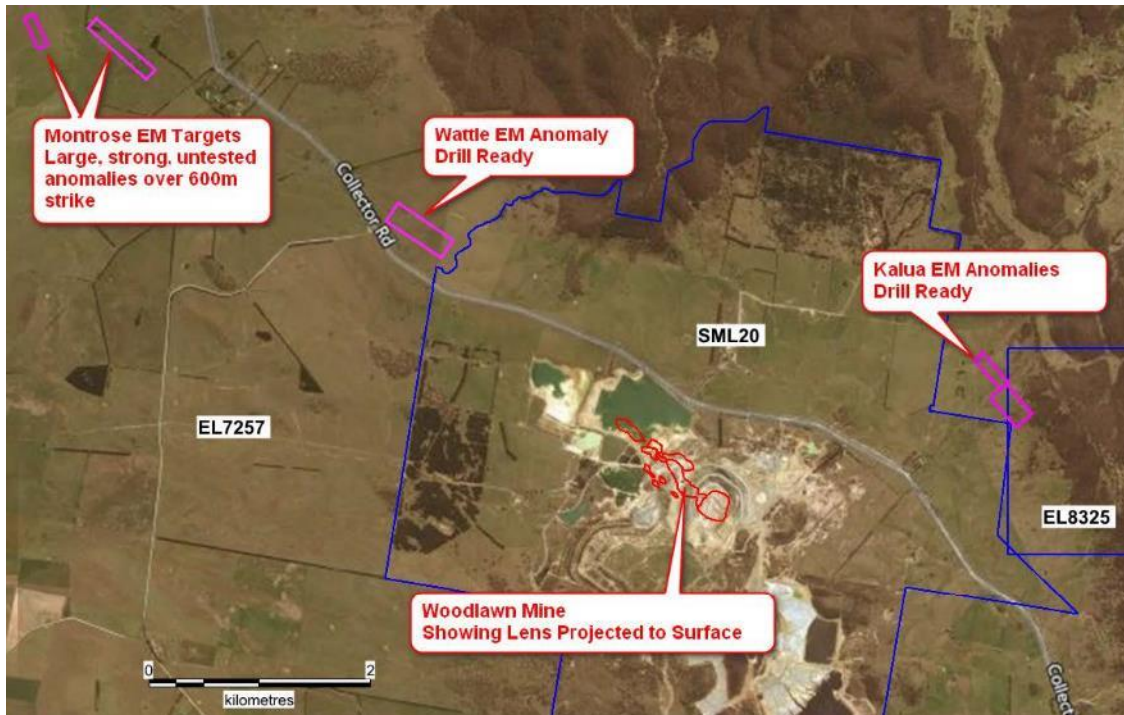 Montrose EM Targets
Large, strong, untested
anomalies over 600m
strike
Wattle EM Anomaly
Drill Ready
Collector Rd
Kalua EM Anomalies
Drill Ready
SML20
EL7257
EL8325
Woodlawn Mine
Showing Lens Projected to Surface
0
2
kilometres